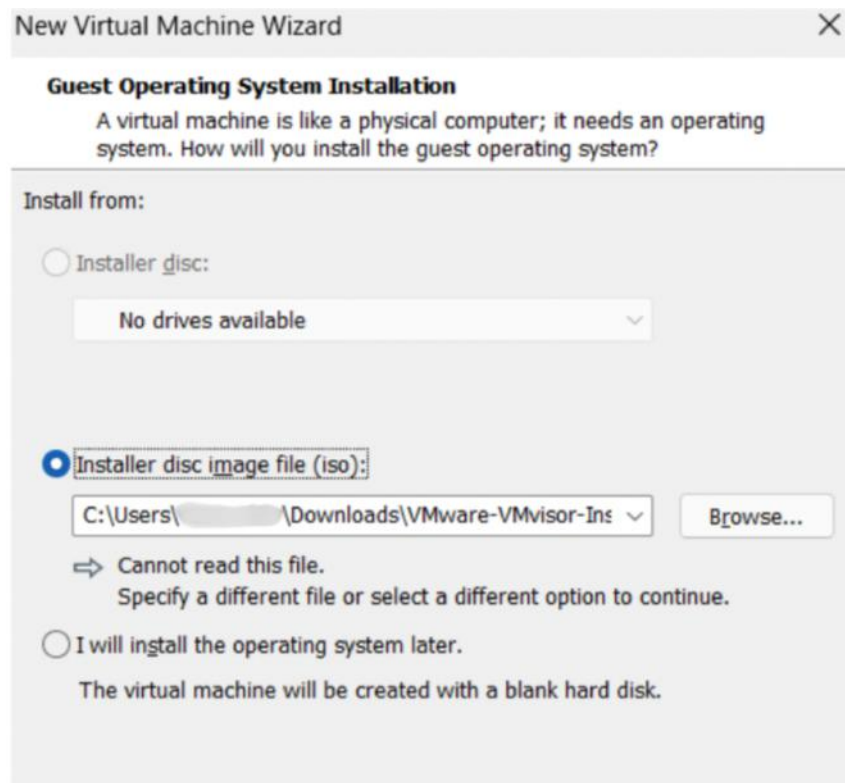 New Virtual Machine Wizard
Guest Operating System Installation
A virtual machine is like a physical computer; it needs an operating
system. How will you install the guest operating system?
Install from:
Installer disc:
No drives available
Installer disc image file (iso):
C:\Users\ \Downloads\VMware-VMvisor-Ins
Browse...
Cannot read this file.
Specify a different file or select a different option to continue.
I will install the operating system later.
The virtual machine will be created with a blank hard disk.